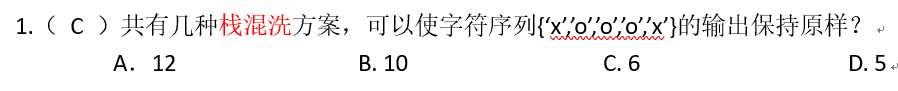 1.（ C ）共有几种栈混洗方案，可以使字符序列{‘x’,’o’,’o’,’o’,’x’}的输出保持原样？
A．12 B. 10 C. 6 D. 5